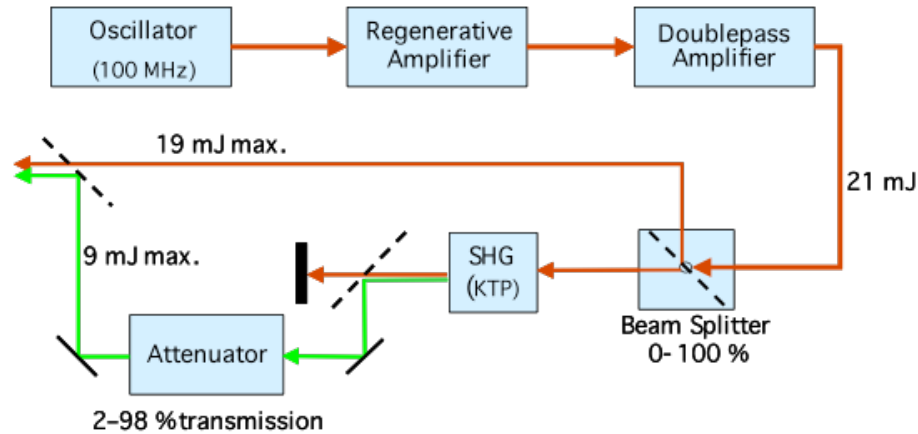 Oscillator
(100 MHz)
Regenerative
Amplifier
Doublepass
Amplifier
19 mJ max.
21 mJ
9 mJ max.
SHG
(KTP)
Beam Splitter
0- 100 %
Attenuator
2–98 %transmission